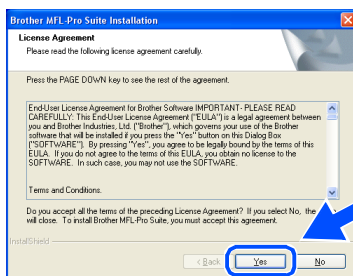 Brother MFL-Pro Suite Installation
License Agreement
Please read the following license agreement carefully.
Press the PAGE DOWN key to see the rest of the agreement.
End-User License Agreement for Brother Software IMPORTANT- PLEASE READ
CAREFULLY: This End-User License Agreement ("EULA") is a legal agreement between
you and Brother Industries, Ltd. ("Brother"), which governs your use of the Brother
software that will be installed if you press the "Yes" button on this Dialog Box
("SOFTWARE"). By pressing "Yes", you agree to be legally bound by the terms of this
EULA. If you do not agree to the terms of this EULA, you obtain no license to the
SOFTWARE. In such case, you may not use the SOFTWARE.
Terms and Conditions.
Do you accept all the terms of the preceding License Agreement? If you select No, the
will close. To install Brother MFL-Pro Suite, you must accept this agreement.
InstallShield
< Back
Yes
No